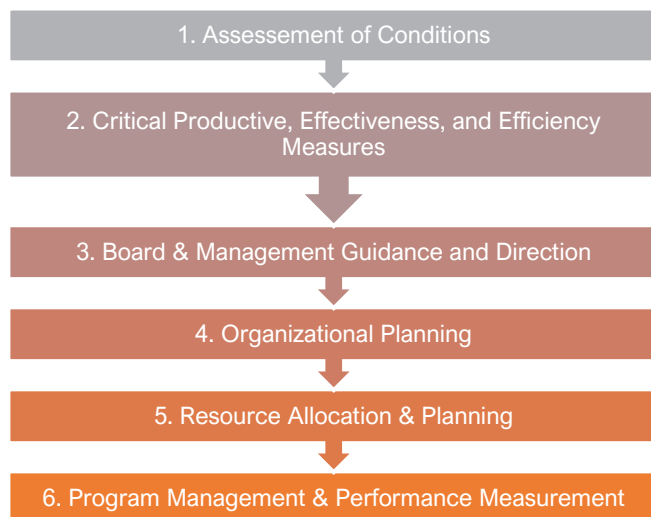 1. Assessement of Conditions
2. Critical Productive, Effectiveness, and Efficiency
Measures
3. Board & Management Guidance and Direction
4. Organizational Planning
5. Resource Allocation & Planning
6. Program Management & Performance Measurement